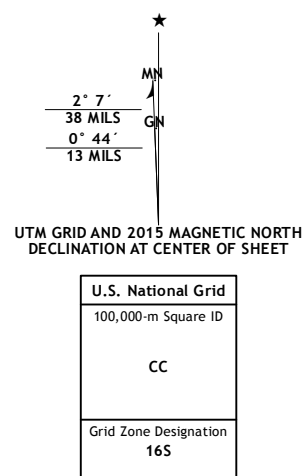 ★
MN
2° 7´
38 MILS
GN
0° 44´
13 MILS
UTM GRID AND 2015 MAGNETIC NORTH
DECLINATION AT CENTER OF SHEET
U.S. National Grid
100,000-m Square ID
CC
Grid Zone Designation
16S